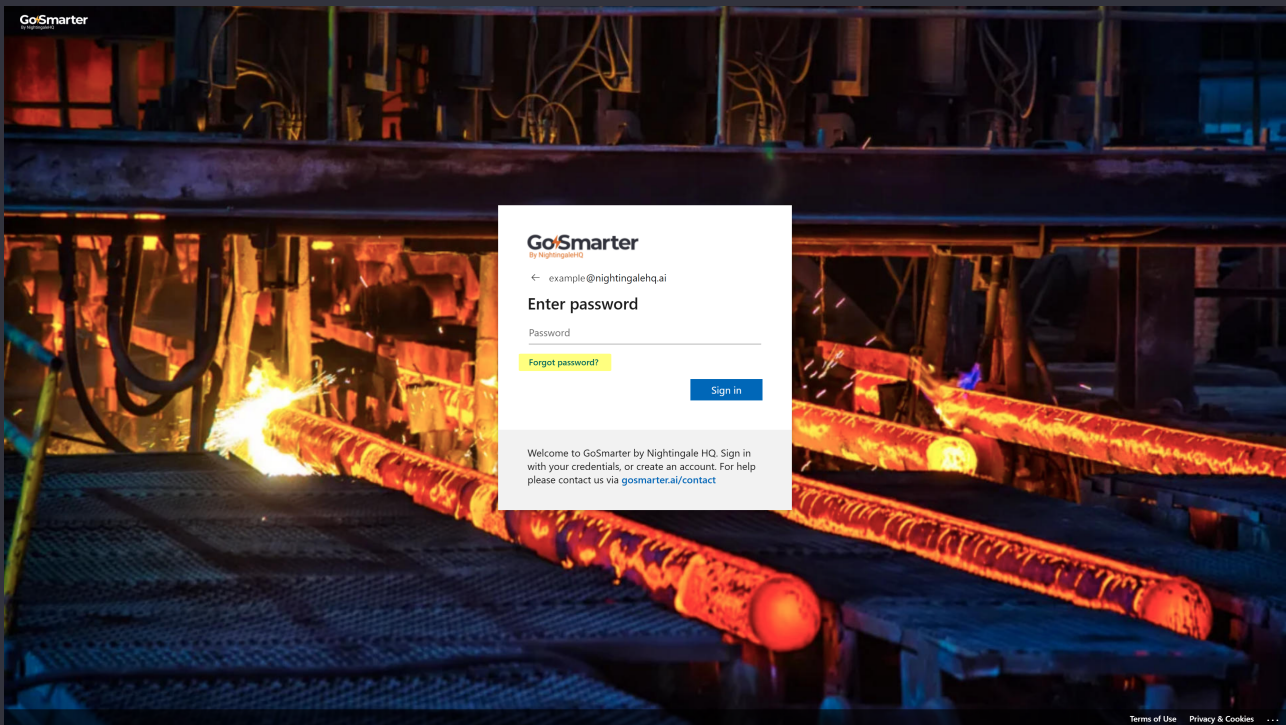 GoSmarter
By NightingaleHQ
GoSmarter
By NightingaleHQ
← example@nightingalehq.ai
Enter password
Password
Forgot password?
Sign in
Welcome to GoSmarter by Nightingale HQ. Sign in
with your credentials, or create an account. For help
please contact us via gosmarter.ai/contact
Terms of Use Privacy & Cookies ...